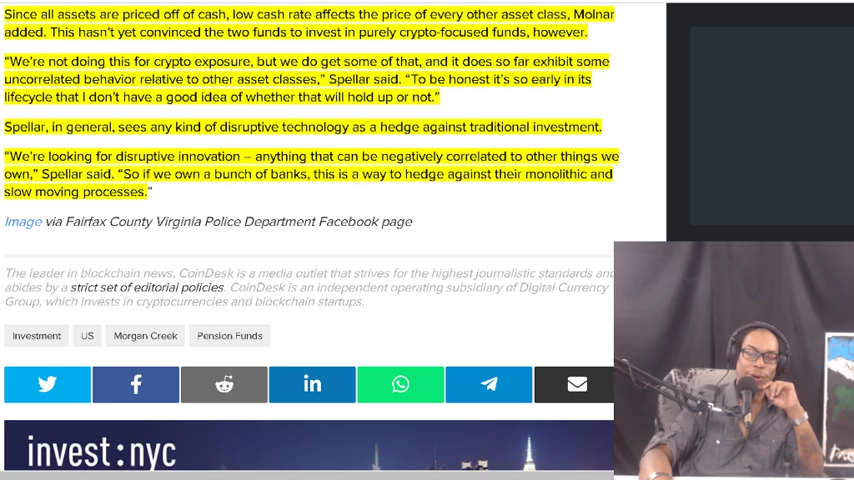 Since all assets are priced off of cash, low cash rate affects the price of every other asset class, Molnar
added. This hasn't yet convinced the two funds to invest in purely crypto-focused funds, however.
“We’re not doing this for crypto exposure, but we do get some of that, and it does so far exhibit some
uncorrelated behavior relative to other asset classes,” Spellar said. “To be honest it’s so early in its
lifecycle that I don’t have a good idea of whether that will hold up or not.”
Spellar, in general, sees any kind of disruptive technology as a hedge against traditional investment.
“We’re looking for disruptive innovation – anything that can be negatively correlated to other things we
own,” Spellar said. “So if we own a bunch of banks, this is a way to hedge against their monolithic and
slow moving processes.”
Image via Fairfax County Virginia Police Department Facebook page
The leader in blockchain news, CoinDesk is a media outlet that strives for the highest journalistic standards and
abides by a strict set of editorial policies. CoinDesk is an independent operating subsidiary of Digital Currency
Group, which invests in cryptocurrencies and blockchain startups.
Investment US Morgan Creek Pension Funds
invest:nyc